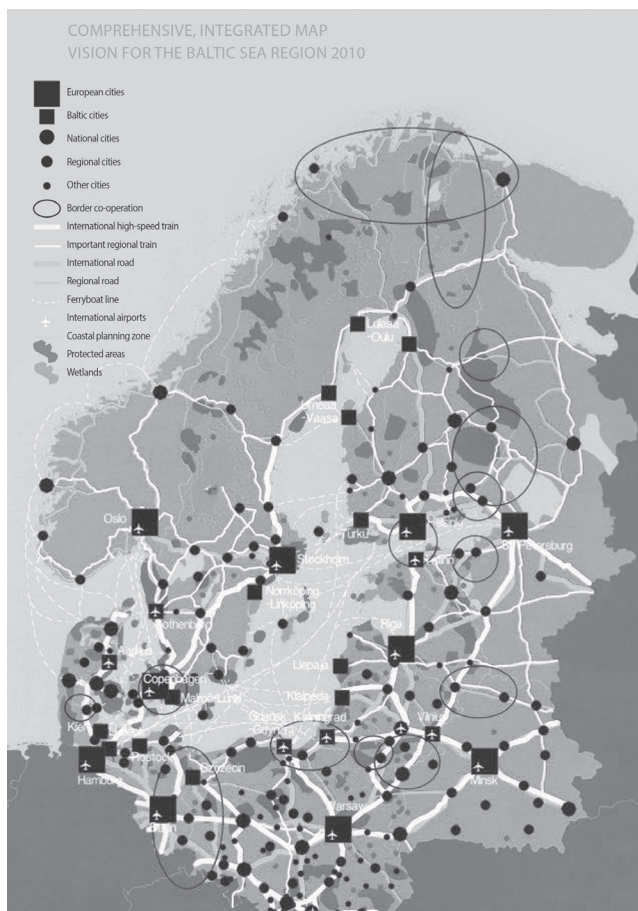 COMPREHENSIVE, INTEGRATED MAP
VISION FOR THE BALTIC SEA REGION 2010
European cities
Baltic cities
National cities
Regional cities
Other cities
Border co-operation
International high-speed train
Important regional train
International road
Regional road
Ferryboat line
International airports
Coastal planning zone
Protected areas
Wetlands
Luleaa
-Oulu
Umeaa
-Vaasa
Oslo
Turku
St. Petersburg
Stockholm
Norrköping
-Linköping
Gothenburg
Riga
Aarhus
Liepaja
Copenhagen
Malmö/Lund
Klaipeda
Kiel
Gdansk
-Gdynia
Kaliningrad
Vilnius
Rostock
Hamburg
Szczecin
Minsk
Warsaw
Berlin